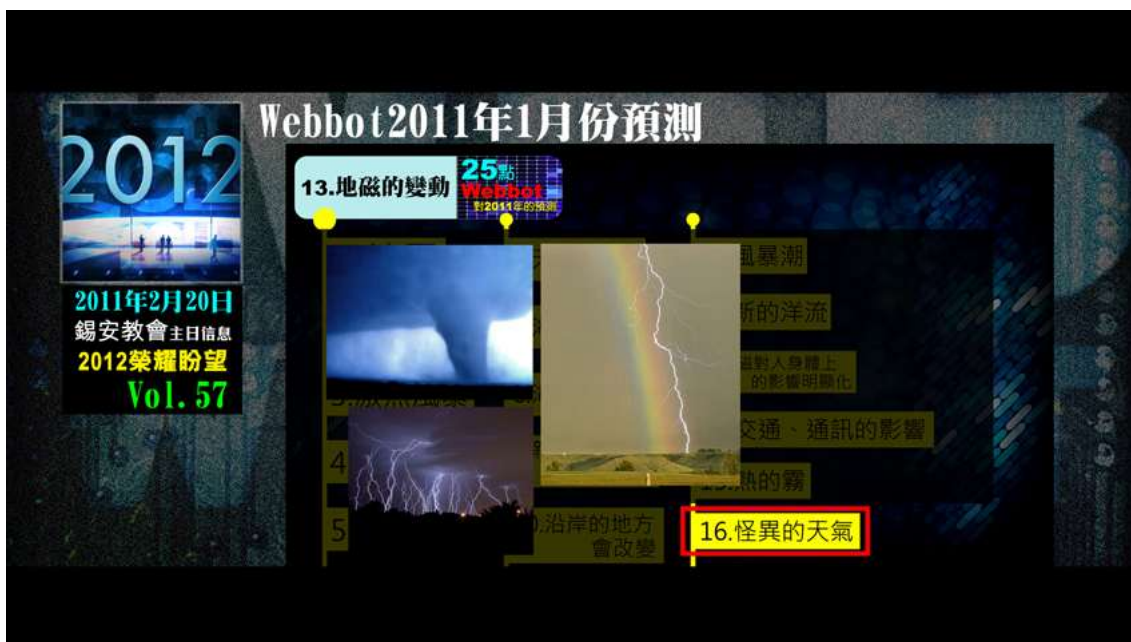 Webbot2011年1月份預測
2012
2011年2月20日
錫安教會主日信息
2012榮耀盼望
Vol. 57
13.地磁的變動
25點
Webbot
對2011年的預測
4
5
沿岸的地方
會改變
風暴潮
新的洋流
磁對人身體上
的影響明顯化
交通、通訊的影響
熱的霧
16.怪異的天氣